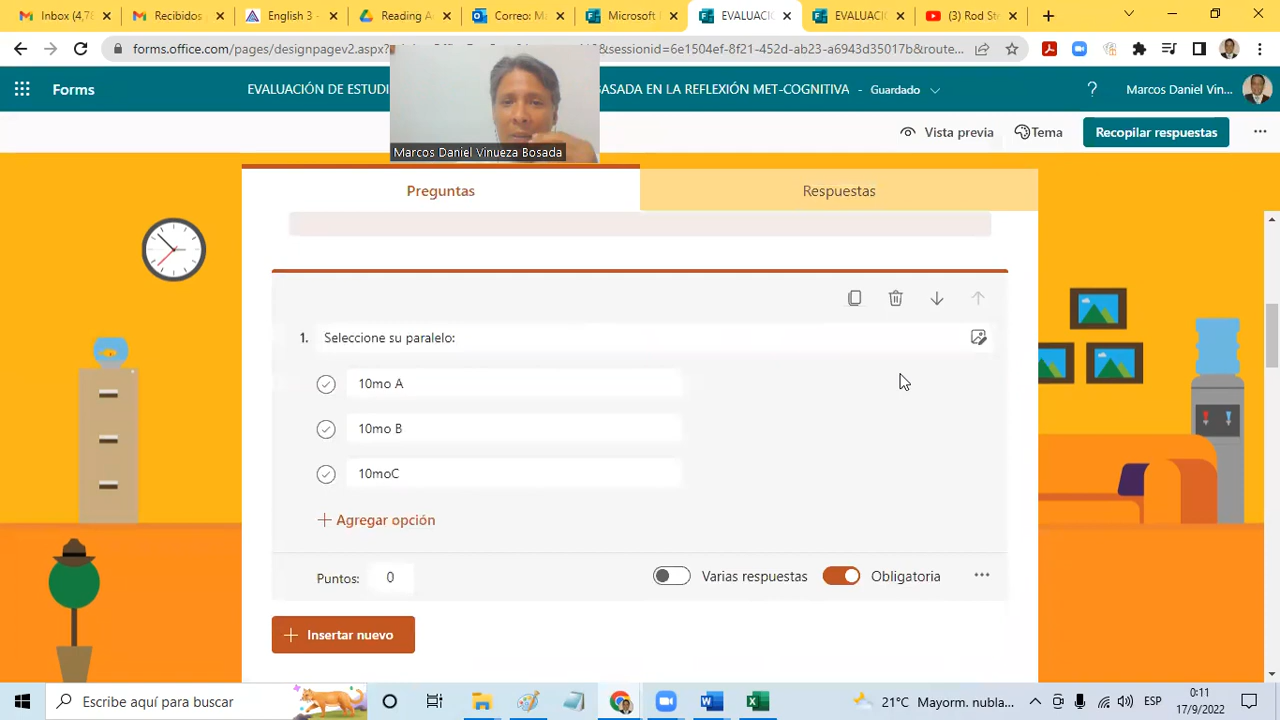 Inbox (4,78
Recibidos
English 3 -
Reading A
Correo: M
Microsoft
EVALUACI
EVALUACIÓ
(3) Rod St
forms.office.com/pages/designpagev2.aspx?
sessionid=6e1504ef-8f21-452d-ab23-a6943d35017b&route...
Forms
EVALUACIÓN DE ESTUDI
BASADA EN LA REFLEXIÓN MET-COGNITIVA - Guardado
?
Marcos Daniel Vin...
Marcos Daniel Vinueza Bosada
Vista previa
Tema
Recopilar respuestas
Preguntas
Respuestas
1. Seleccione su paralelo:
10mo A
10mo B
10moC
Agregar opción
Puntos: 0
Varias respuestas
Obligatoria
Insertar nuevo
Escribe aquí para buscar
21°C Mayorm. nubla...
ESP
0:11
17/9/2022